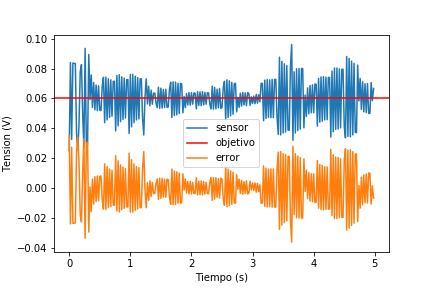 0.10
0.08
0.06
0.04
0.02
0.00
−0.02
−0.04
Tension (V)
sensor
objetivo
error
0 1 2 3 4 5
Tiempo (s)